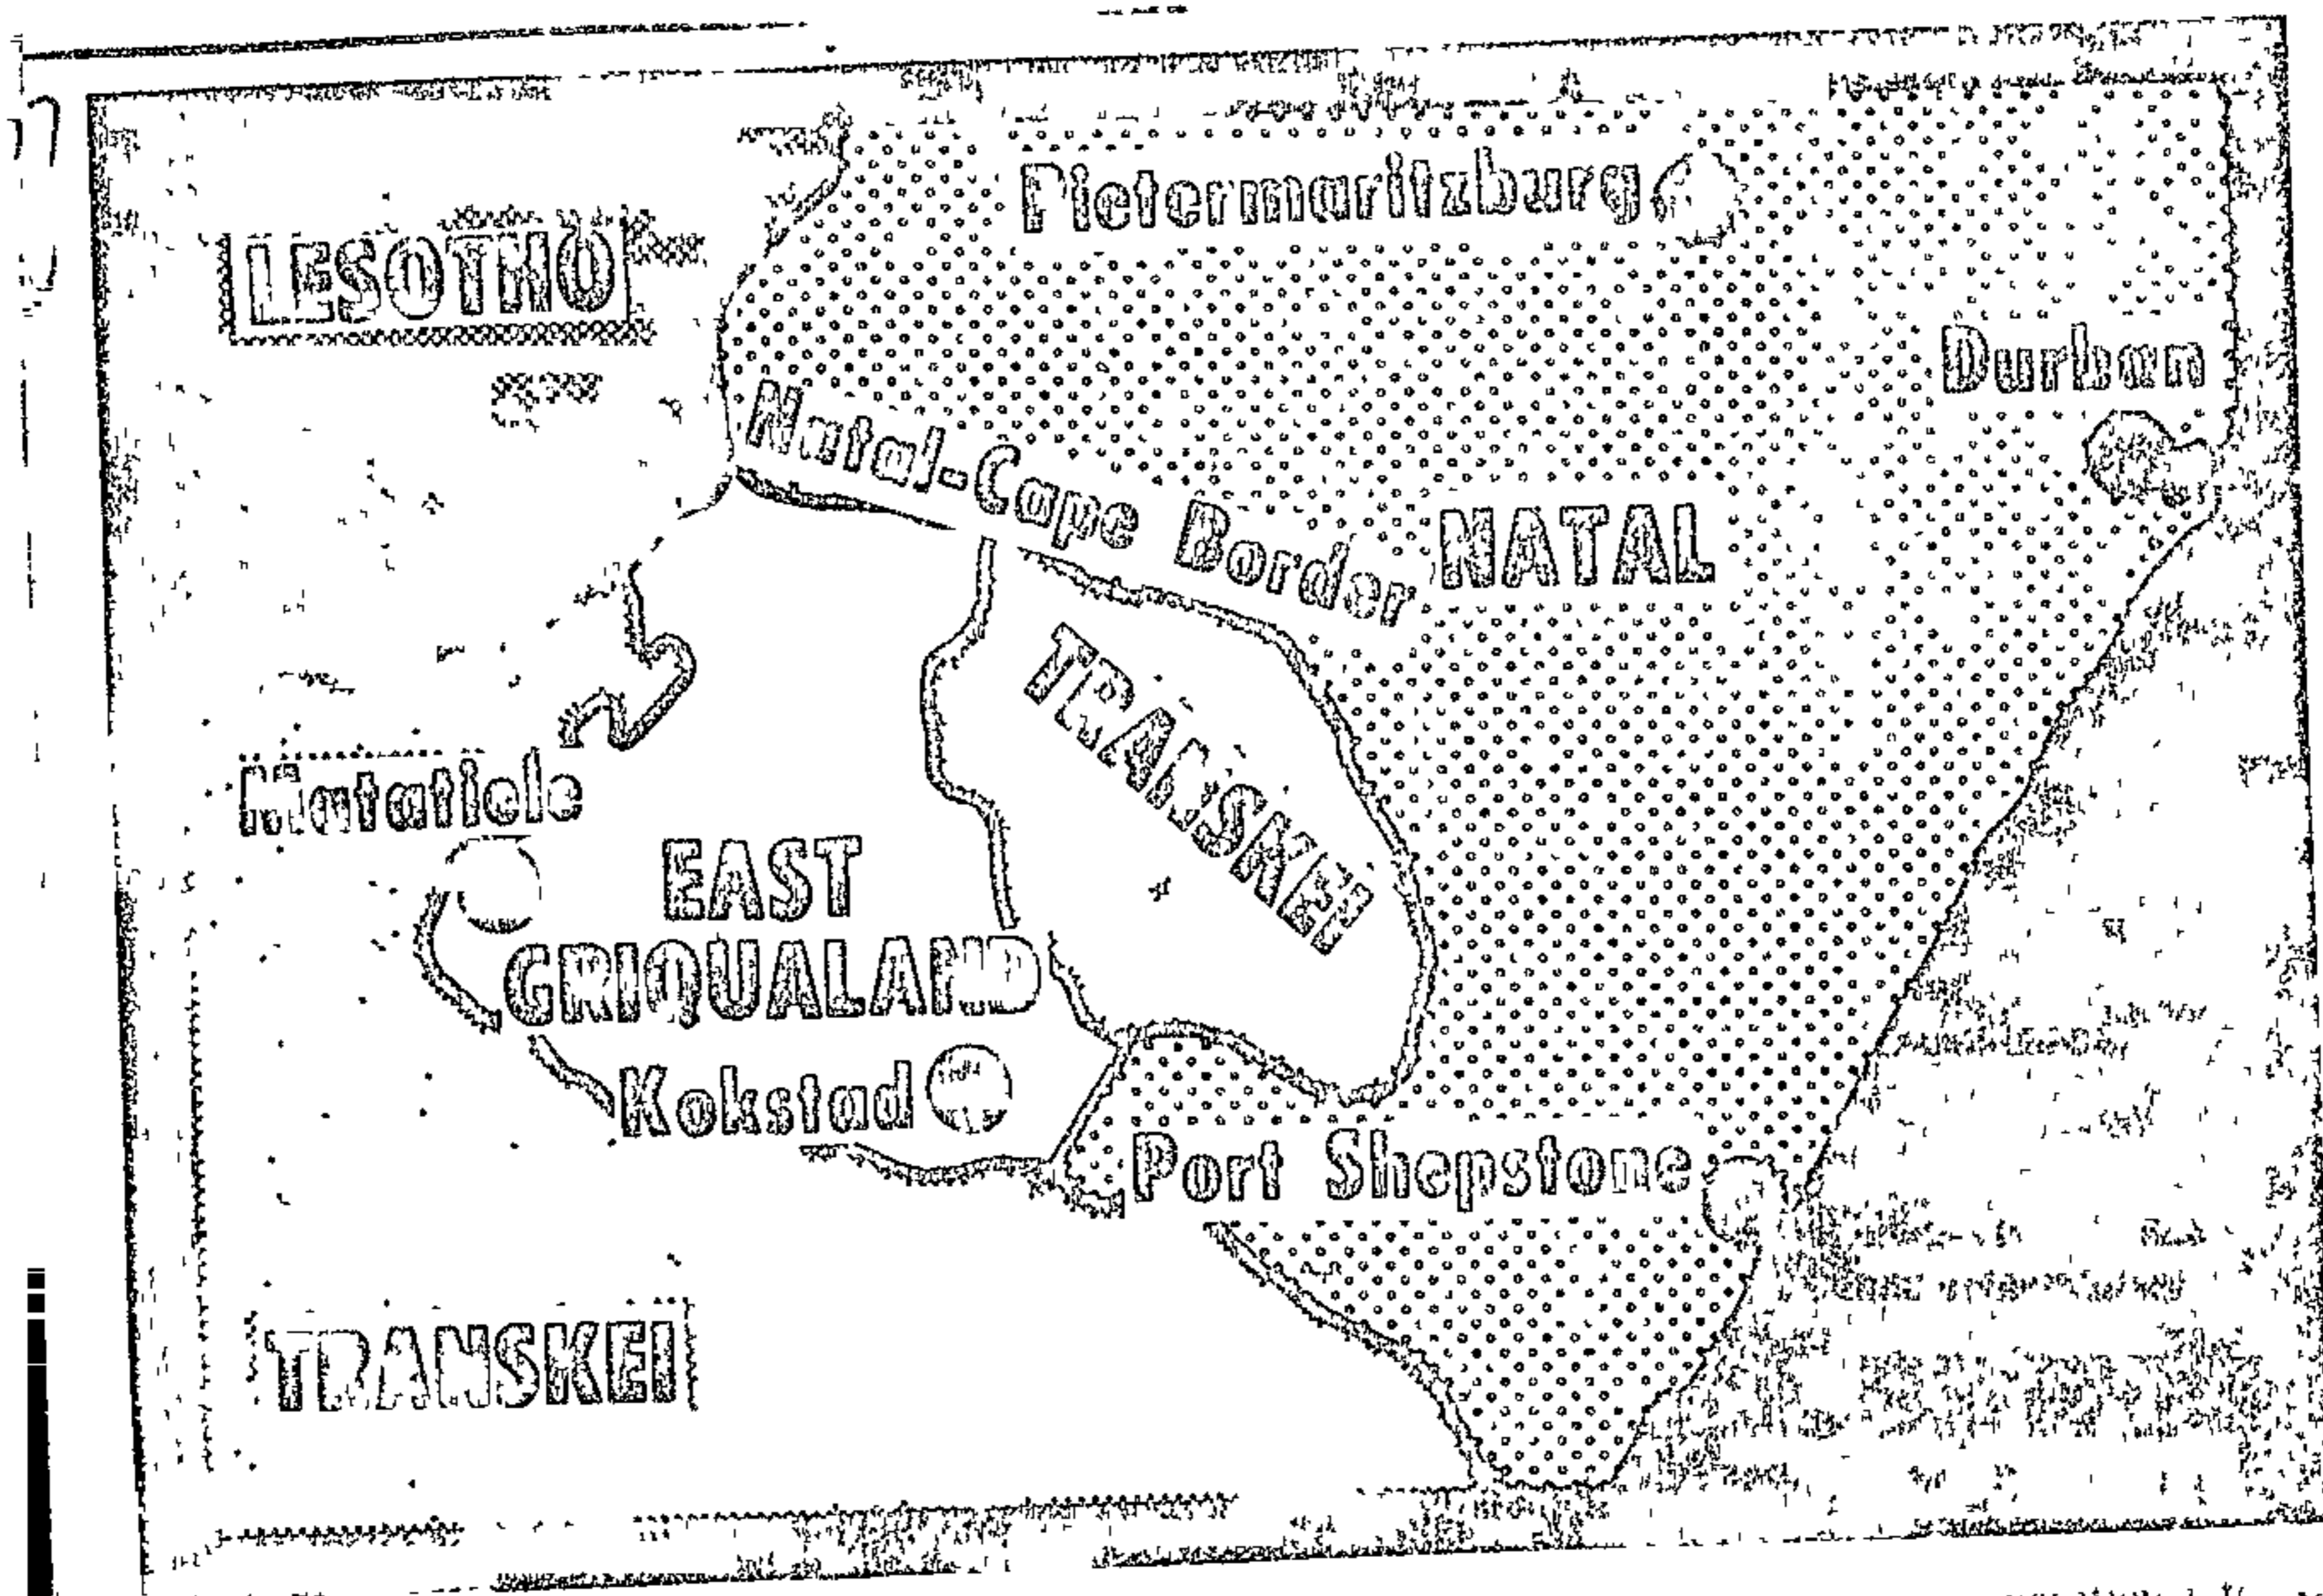 Pietermaritzburg
LESOTHO
Durban
Natal-Cape Border
NATAL
TRANSKEI
Matatiele
EAST
GRIQUALAND
Kokstad
Port Shepstone
TRANSKEI